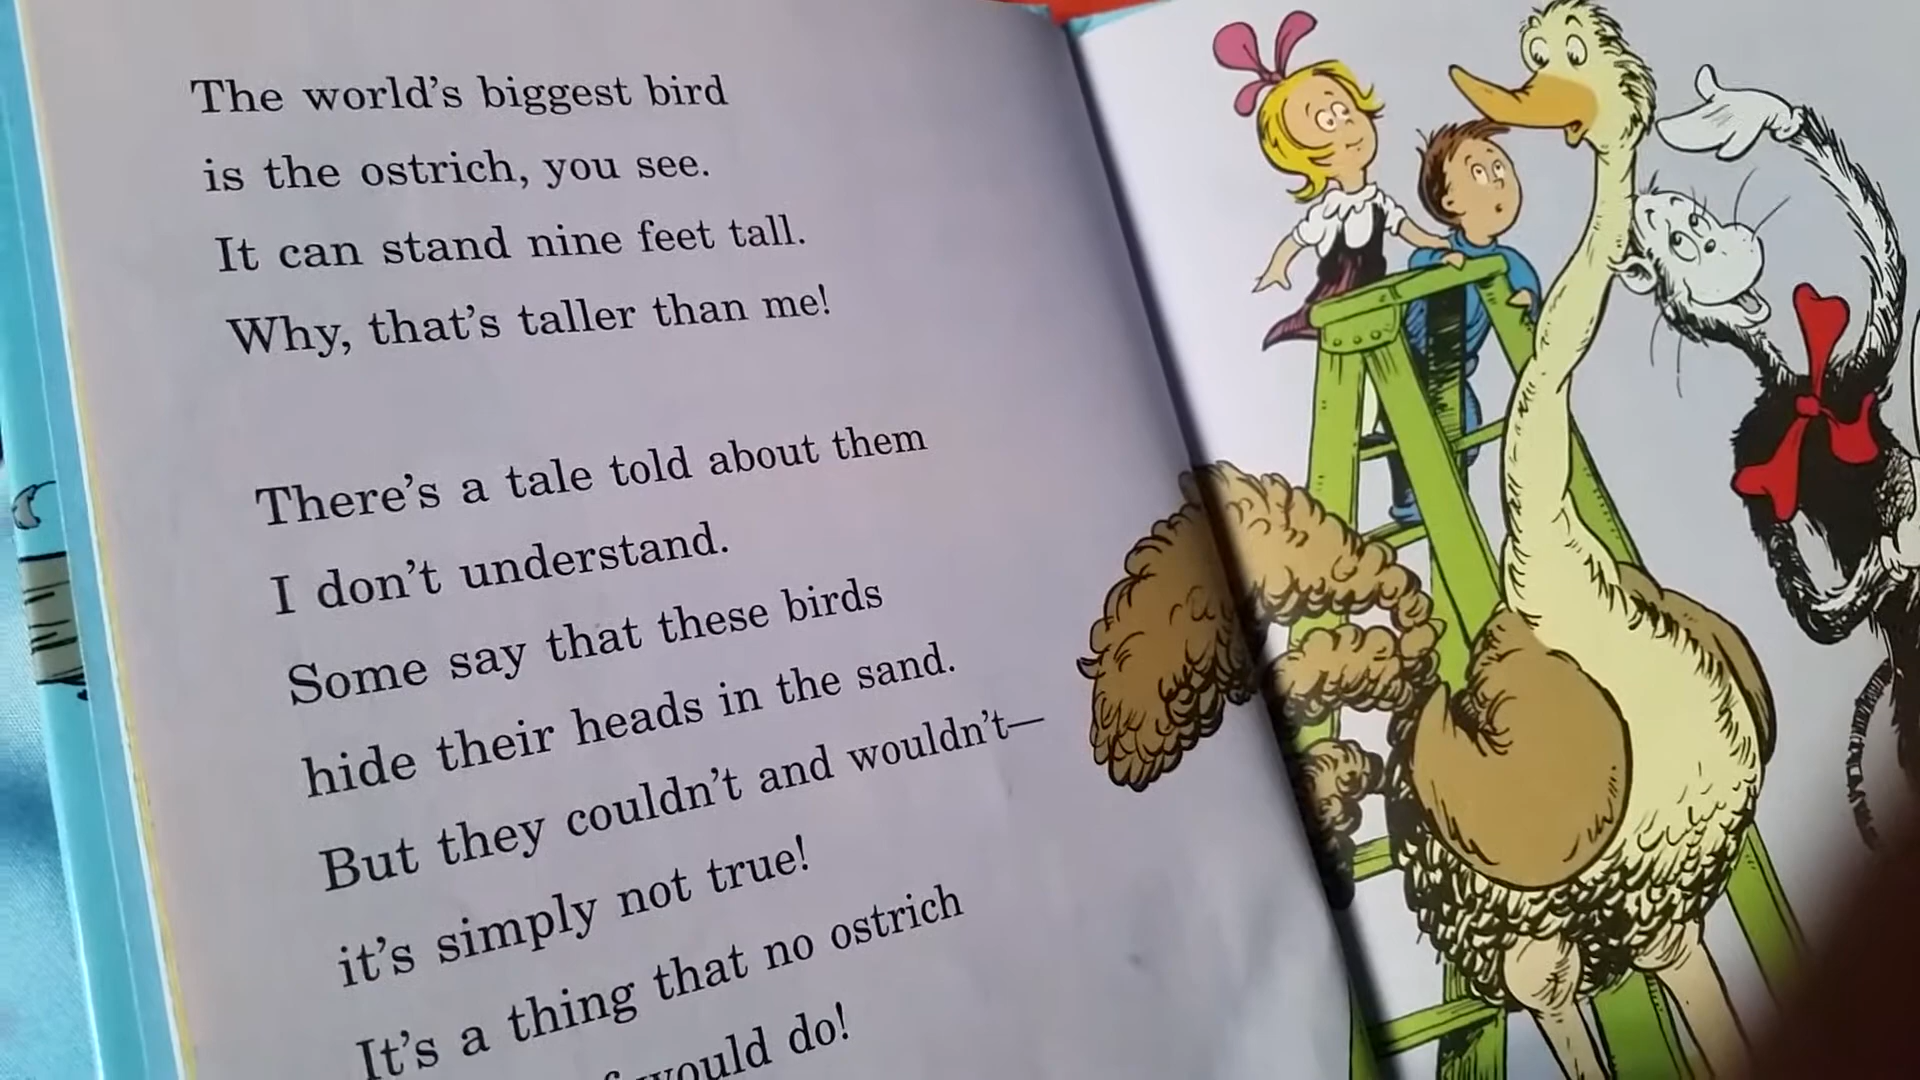 The world's biggest bird
is the ostrich, you see.
It can stand nine feet tall.
Why, that's taller than me!
There's a tale told about them
I don't understand.
Some say that these birds
hide their heads in the sand.
But they couldn't and wouldn't—
it's simply not true!
It's a thing that no ostrich
would do!